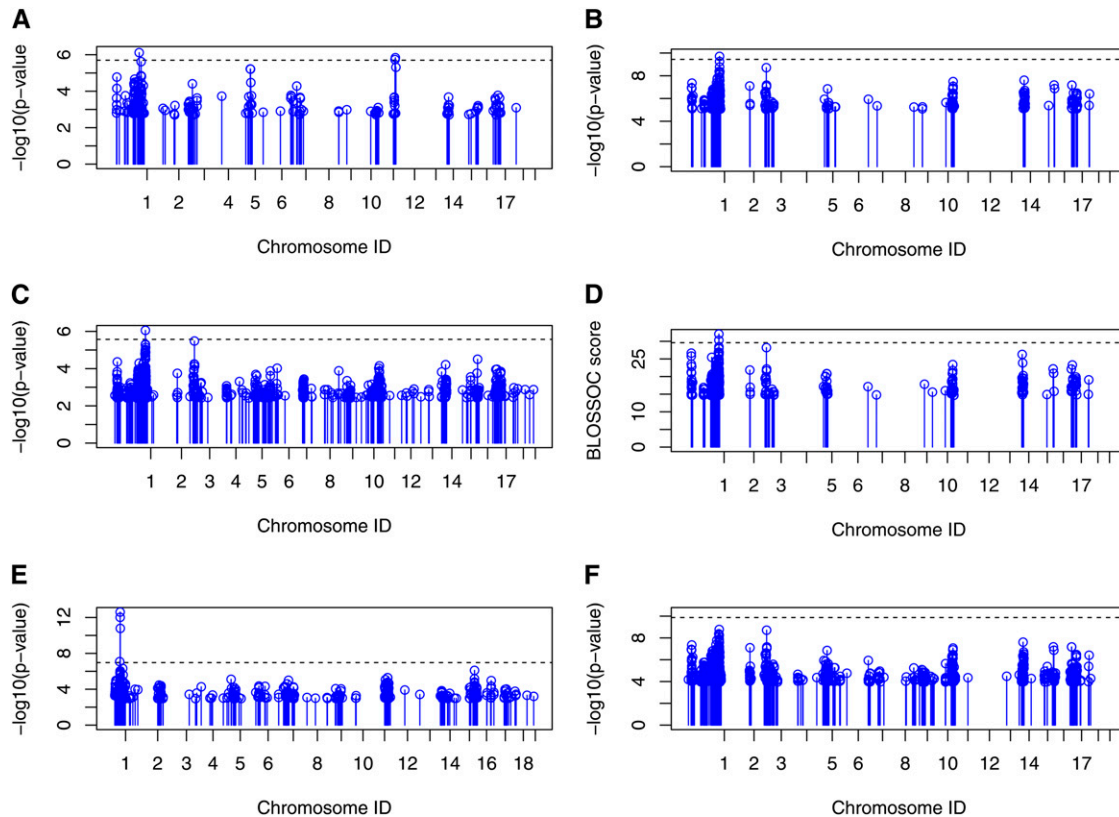 A
−log10(p−value)
0 2 4 6
1 2 4 5 6 8 10 12 14 17
Chromosome ID
B
−log10(p−value)
0 4 8
1 2 3 5 6 8 10 12 14 17
Chromosome ID
C
−log10(p−value)
0 2 4 6
1 2 3 4 5 6 8 10 12 14 17
Chromosome ID
D
BLOSSOC score
0 10 15 25
1 2 3 5 6 8 10 12 14 17
Chromosome ID
E
−log10(p−value)
0 4 8 12
1 2 3 4 5 6 8 10 12 14 16 18
Chromosome ID
F
−log10(p−value)
0 4 8
1 2 3 5 6 8 10 12 14 17
Chromosome ID